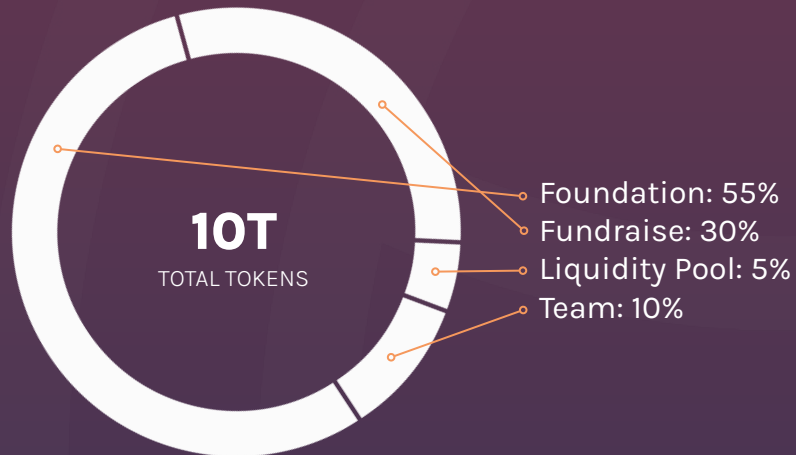 10T
TOTAL TOKENS
Foundation: 55%
Fundraise: 30%
Liquidity Pool: 5%
Team: 10%